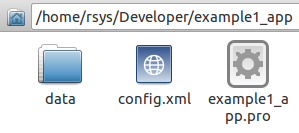 /home/rsys/Developer/example1_app
data
config.xml
example1_a
pp.pro